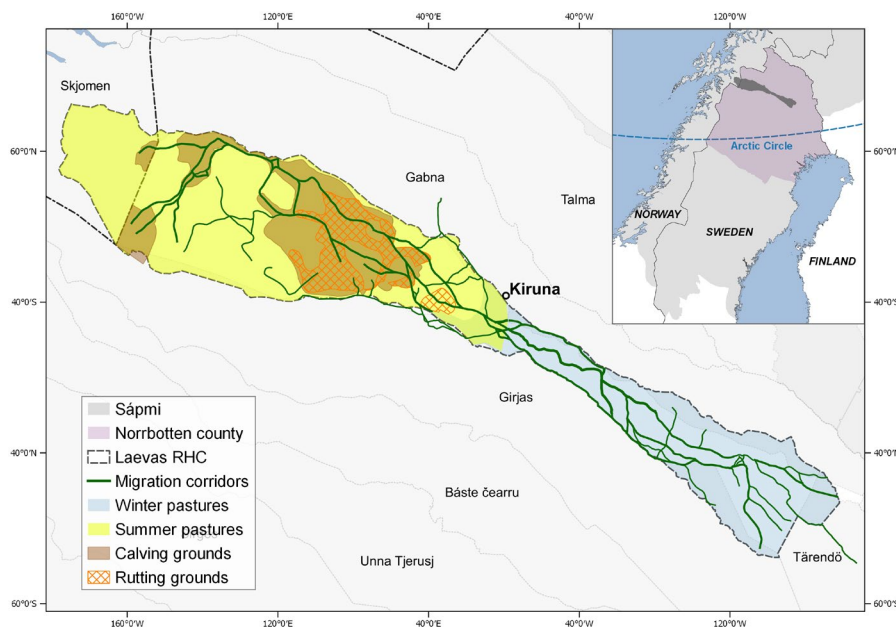 160°0'W
120°0'E
40°0'E
40°0'W
120°0'W
Skjomen
60°0'N
60°0'N
Gabna
Talma
Arctic Circle
NORWAY
SWEDEN
FINLAND
Kiruna
40°0'S
40°0'S
Girjas
Sápmi
Norrbotten county
Laevas RHC
Migration corridors
Winter pastures
Summer pastures
Calving grounds
Rutting grounds
40°0'N
40°0'N
Báste čearru
Unna Tjerusj
Tärendö
60°0'S
60°0'S
160°0'W
120°0'E
40°0'E
40°0'W
120°0'W